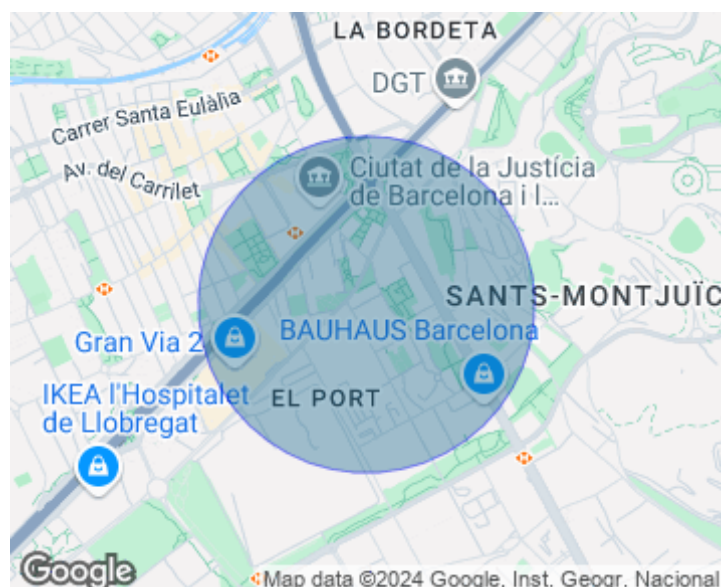 LA BORDETA
DGT
Carrer Santa Eulàlia
Av. del Carrilet
Ciutat de la Justícia
de Barcelona i l...
SANTS-MONTJUÏC
Gran Via 2
BAUHAUS Barcelona
IKEA l'Hospitalet
de Llobregat
EL PORT
Google
Map data ©2024 Google, Inst. Geogr. Nacional